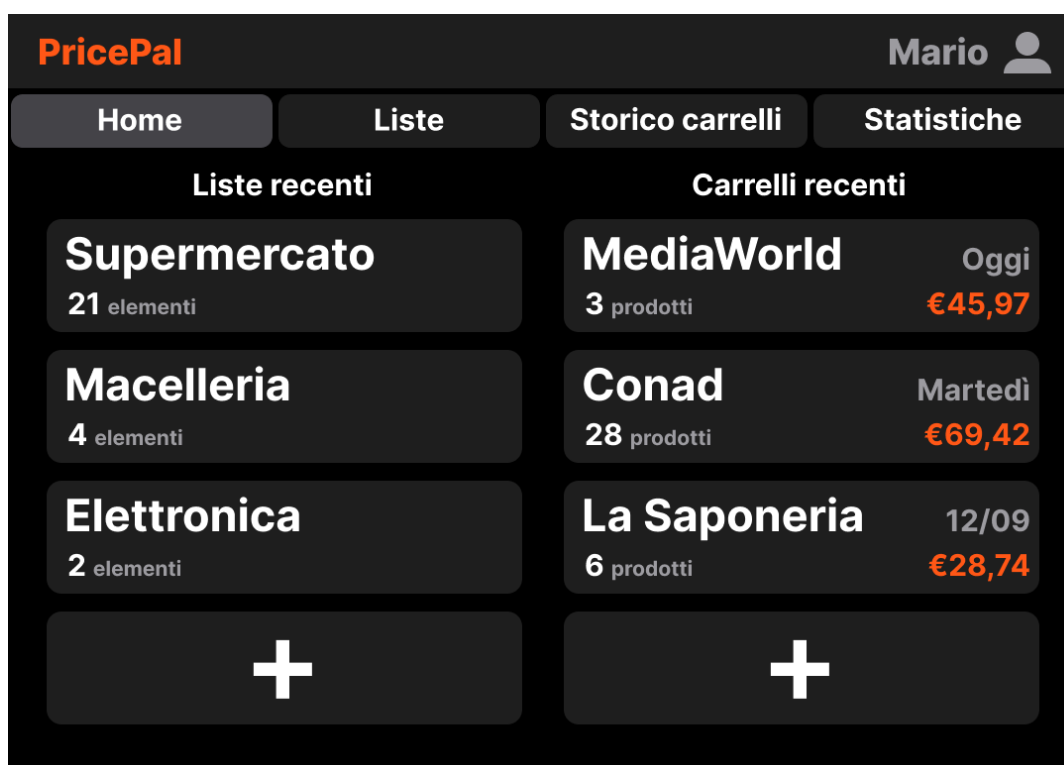 PricePal
Mario
Home
Liste
Storico carrelli
Statistiche
Liste recenti
Supermercato
21 elementi
Macelleria
4 elementi
Elettronica
2 elementi
+
Carrelli recenti
MediaWorld
Oggi
3 prodotti
€45,97
Conad
Martedì
28 prodotti
€69,42
La Saponeria
12/09
6 prodotti
€28,74
+